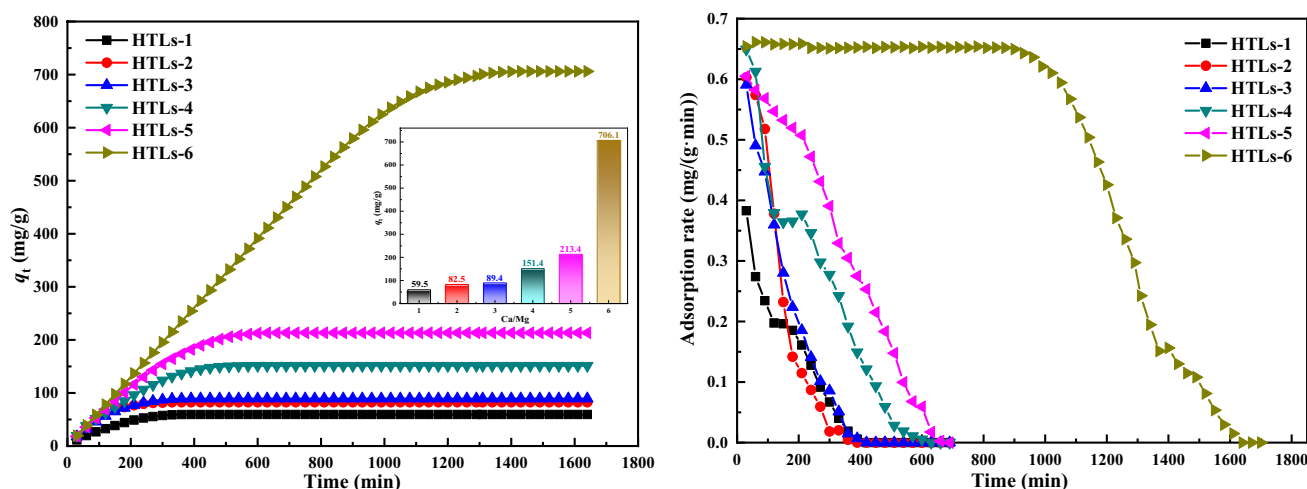 800
700
600
500
400
300
200
100
0
qt (mg/g)
HTLs-1
HTLs-2
HTLs-3
HTLs-4
HTLs-5
HTLs-6
700
600
500
400
300
200
100
0
qt (mg/g)
59.5
82.5
89.4
151.4
213.4
706.1
1 2 3 4 5 6
Ca/Mg
0 200 400 600 800 1000 1200 1400 1600 1800
Time (min)
0.7
0.6
0.5
0.4
0.3
0.2
0.1
0.0
Adsorption rate (mg/(g·min))
HTLs-1
HTLs-2
HTLs-3
HTLs-4
HTLs-5
HTLs-6
0 200 400 600 800 1000 1200 1400 1600 1800
Time (min)